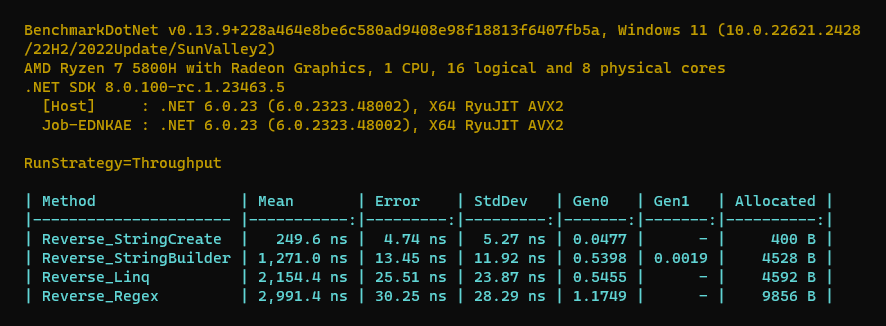 BenchmarkDotNet v0.13.9+228a464e8be6c580ad9408e98f18813f6407fb5a, Windows 11 (10.0.22621.2428
/22H2/2022Update/SunValley2)
AMD Ryzen 7 5800H with Radeon Graphics, 1 CPU, 16 logical and 8 physical cores
.NET SDK 8.0.100-rc.1.23463.5
  [Host]     : .NET 6.0.23 (6.0.2323.48002), X64 RyuJIT AVX2
  Job-EDNKAE : .NET 6.0.23 (6.0.2323.48002), X64 RyuJIT AVX2
RunStrategy=Throughput
| Method                | Mean       | Error    | StdDev   | Gen0   | Gen1   | Allocated |
|---------------------- |-----------:|---------:|---------:|-------:|-------:|----------:|
| Reverse_StringCreate  |   249.6 ns |  4.74 ns |  5.27 ns | 0.0477 |      - |     400 B |
| Reverse_StringBuilder | 1,271.0 ns | 13.45 ns | 11.92 ns | 0.5398 | 0.0019 |    4528 B |
| Reverse_Linq          | 2,154.4 ns | 25.51 ns | 23.87 ns | 0.5455 |      - |    4592 B |
| Reverse_Regex         | 2,991.4 ns | 30.25 ns | 28.29 ns | 1.1749 |      - |    9856 B |